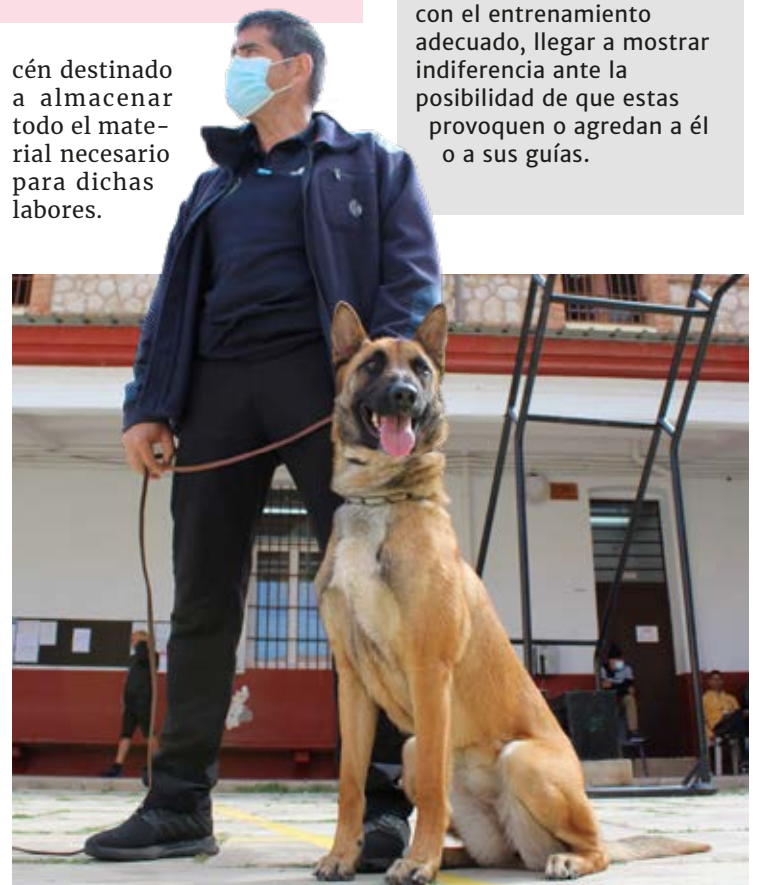 cén destinado
a almacenar
todo el mate-
rial necesario
para dichas
labores.
con el entrenamiento
adecuado, llegar a mostrar
indiferencia ante la
posibilidad de que estas
provoquen o agredan a él
o a sus guías.